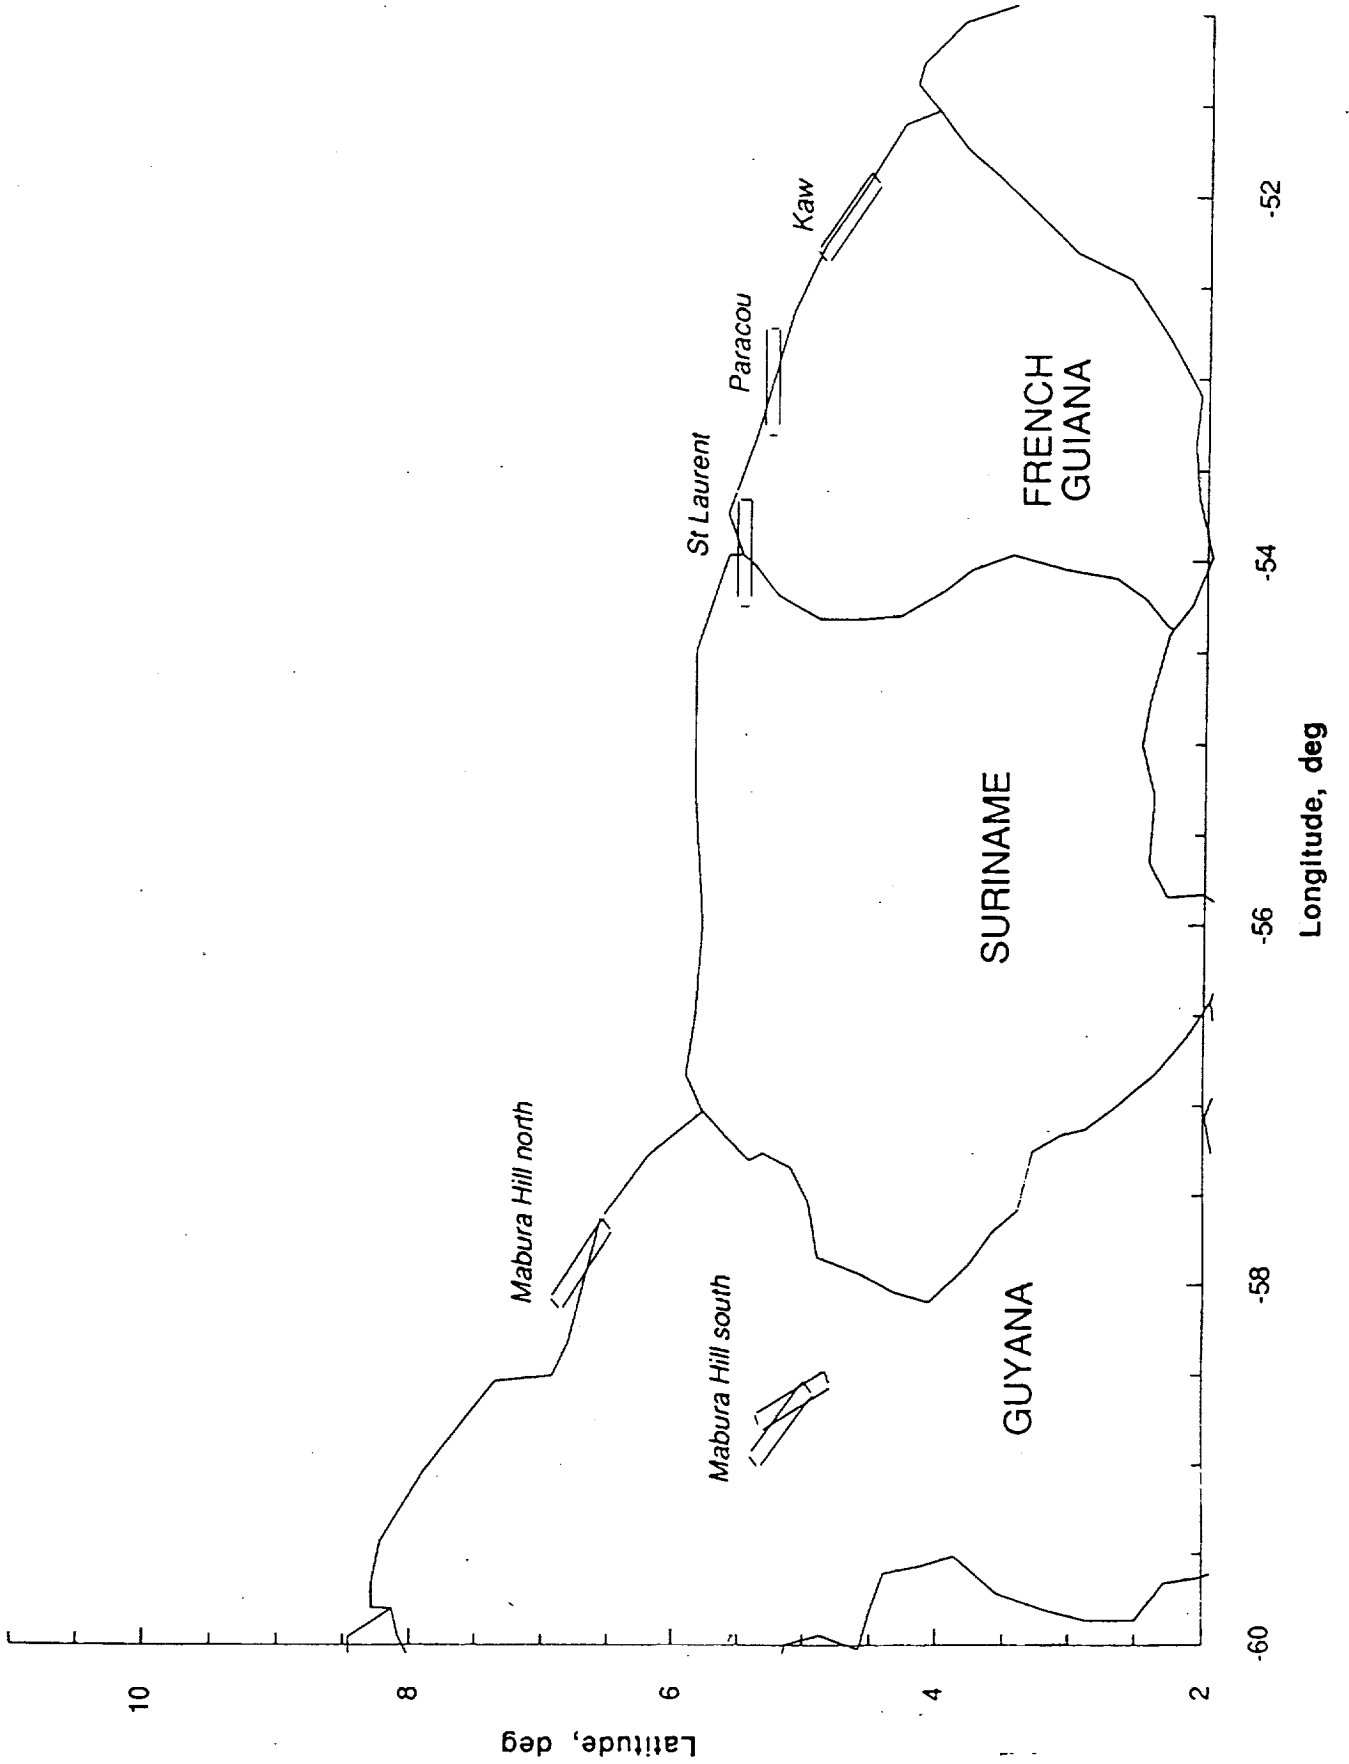 Latitude, deg
10
8
6
4
2
-60
-58
-56
-54
-52
Longitude, deg
Mabura Hill north
Mabura Hill south
St Laurent
Paracou
Kaw
GUYANA
SURINAME
FRENCH
GUIANA